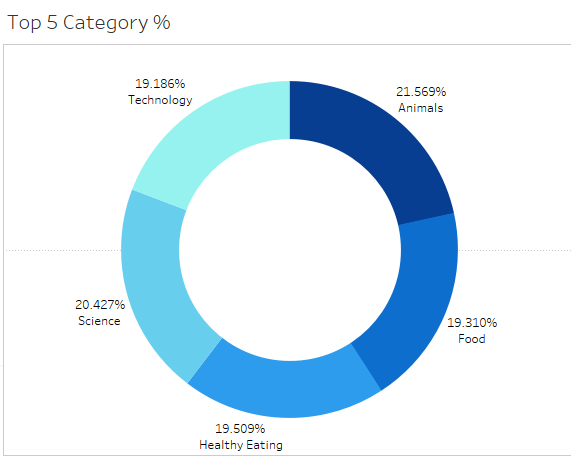 Top 5 Category %
19.186%
Technology
21.569%
Animals
20.427%
Science
19.310%
Food
19.509%
Healthy Eating